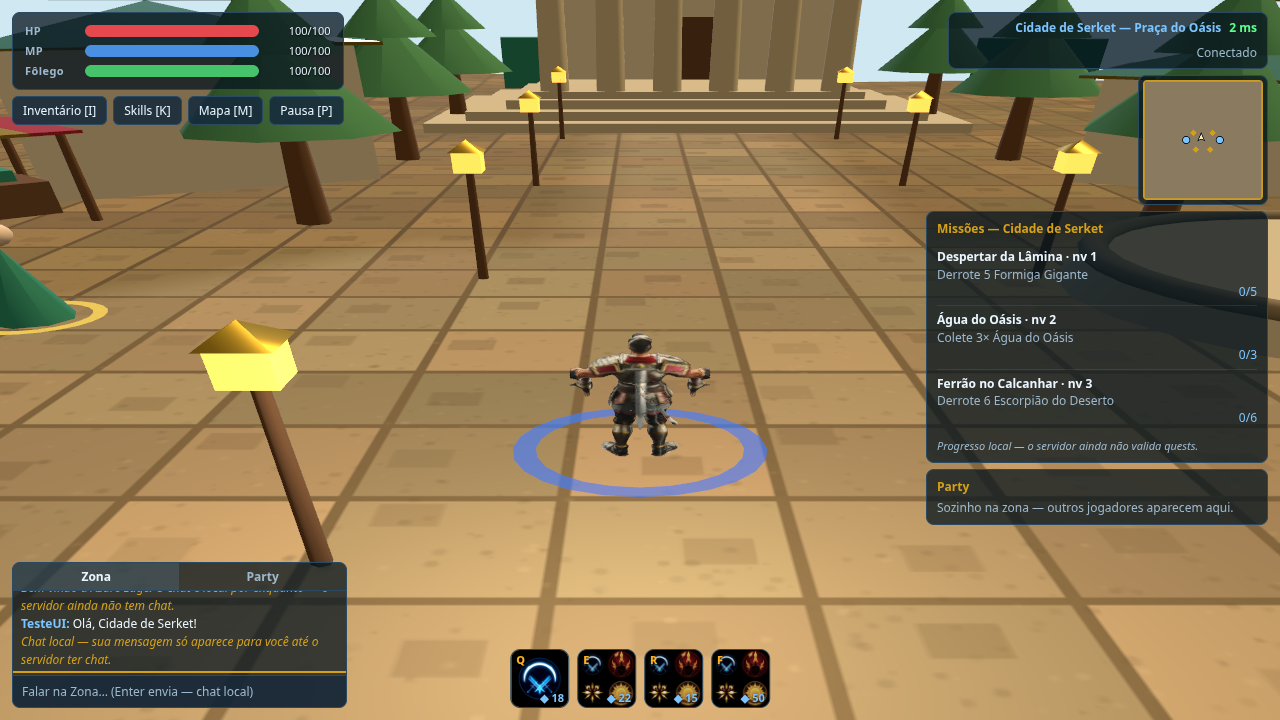 HP 100/100
MP 100/100
Fôlego 100/100
Inventário [I] Skills [K] Mapa [M] Pausa [P]
Cidade de Serket — Praça do Oásis 2 ms
Conectado
Missões — Cidade de Serket
Despertar da Lâmina · nv 1
Derrote 5 Formiga Gigante
0/5
Água do Oásis · nv 2
Colete 3× Água do Oásis
0/3
Ferrão no Calcanhar · nv 3
Derrote 6 Escorpião do Deserto
0/6
Progresso local — o servidor ainda não valida quests.
Party
Sozinho na zona — outros jogadores aparecem aqui.
Zona Party
servidor ainda não tem chat.
TesteUI: Olá, Cidade de Serket!
Chat local — sua mensagem só aparece para você até o
servidor ter chat.
Falar na Zona... (Enter envia — chat local)
Q E R F
18 22 15 50